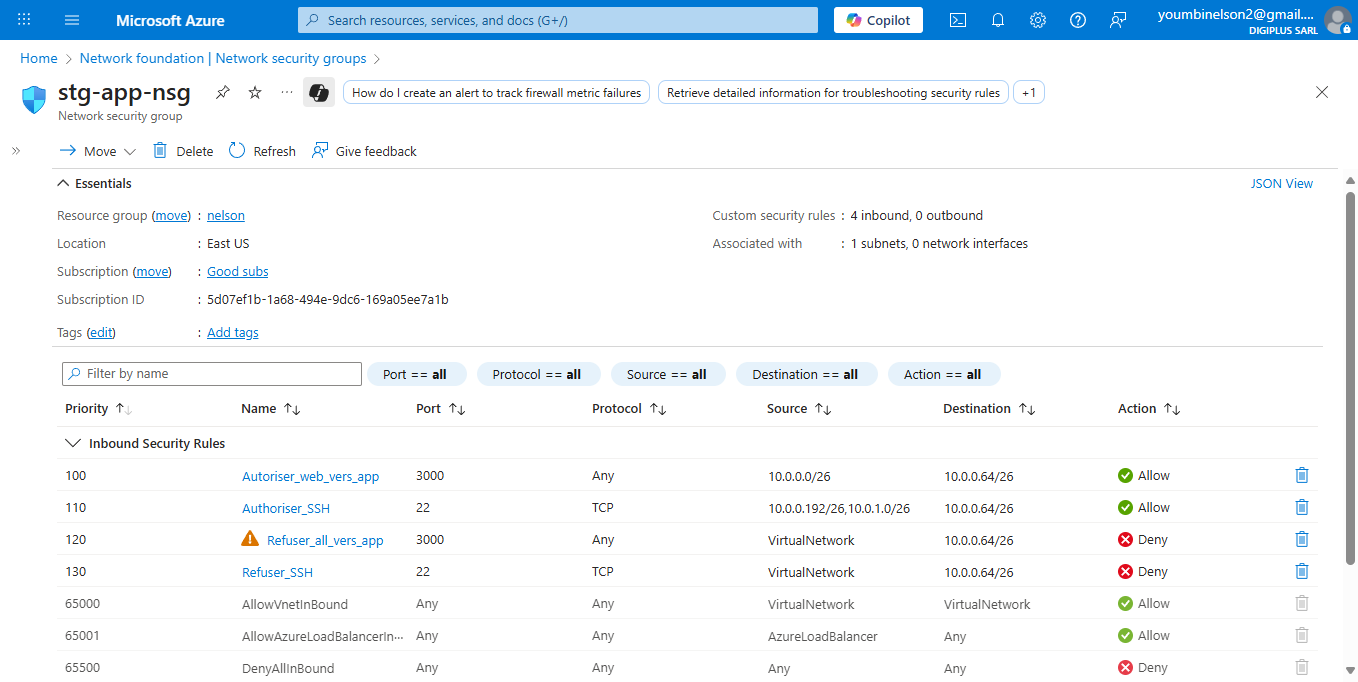 Microsoft Azure
Search resources, services, and docs (G+/)
Copilot
youmbinelson2@gmail....
DIGIPLUS SARL
Home > Network foundation | Network security groups >
stg-app-nsg
Network security group
How do I create an alert to track firewall metric failures
Retrieve detailed information for troubleshooting security rules
+1
Move
Delete
Refresh
Give feedback
Essentials
JSON View
Resource group (move) : nelson
Location : East US
Subscription (move) : Good subs
Subscription ID : 5d07ef1b-1a68-494e-9dc6-169a05ee7a1b
Tags (edit) : Add tags
Custom security rules : 4 inbound, 0 outbound
Associated with : 1 subnets, 0 network interfaces
Filter by name
Port == all
Protocol == all
Source == all
Destination == all
Action == all
Priority Name Port Protocol Source Destination Action
Inbound Security Rules
100 Autoriser_web_vers_app 3000 Any 10.0.0.0/26 10.0.0.64/26 Allow
110 Authoriser_SSH 22 TCP 10.0.0.192/26,10.0.1.0/26 10.0.0.64/26 Allow
120 Refuser_all_vers_app 3000 Any VirtualNetwork 10.0.0.64/26 Deny
130 Refuser_SSH 22 TCP VirtualNetwork 10.0.0.64/26 Deny
65000 AllowVnetInBound Any Any VirtualNetwork VirtualNetwork Allow
65001 AllowAzureLoadBalancerIn··· Any Any AzureLoadBalancer Any Allow
65500 DenyAllInBound Any Any Any Any Deny